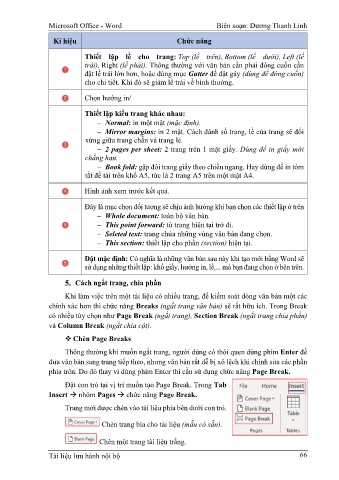 Microsoft Office - Word Biên soạn: Dương Thanh Linh
Kí hiệu Chức năng
Thiết lập lề cho trang: Top (lề trên), Bottom (lề dưới), Left (lề
trái), Right (lề phải). Thông thường với văn bản cần phải đóng cuốn cần
1 đặt lề trái lớn hơn, hoặc dùng mục Gutter để đặt gáy (dùng để đóng cuốn)
cho chi tiết. Khi đó sẽ giảm lề trái về bình thường.
2 Chọn hướng in/
Thiết lập kiểu trang khác nhau:
− Normal: in một mặt (mặc định).
− Mirror margins: in 2 mặt. Cách đánh số trang, lề của trang sẽ đối
xứng giữa trang chẵn và trang lẻ.
3 − 2 pages per sheet: 2 trang trên 1 mặt giấy. Dùng để in giấy mời
chẳng hạn.
− Book fold: gập đôi trang giấy theo chiều ngang. Hay dùng để in tóm
tắt đề tài trên khổ A5, tức là 2 trang A5 trên một mặt A4.
4 Hình ảnh xem trước kết quả.
Đây là mục chọn đối tượng sẽ chịu ảnh hưởng khi bạn chọn các thiết lập ở trên
− Whole document: toàn bộ văn bản.
5 − This point forward: từ trang hiện tại trở đi.
− Seleted text: trang chứa những vùng văn bản đang chọn.
− This section: thiết lập cho phần (section) hiện tại.
Đặt mặc định: Có nghĩa là những văn bản sau này khi tạo mới bằng Word sẽ
sử dụng những thiết lập: khổ giấy, hướng in, lề,... mà bạn đang chọn ở bên trên.
5. Cách ngắt trang, chia phần
Khi làm việc trên một tài liệu có nhiều trang, để kiểm soát dòng văn bản một các
chính xác hơn thì chức năng Breaks (ngắt trang văn bản) sẽ rất hữu ích. Trong Break
có nhiều tùy chọn như Page Break (ngắt trang), Section Break (ngắt trang chia phần)
và Column Break (ngắt chia cột).
❖ Chèn Page Breaks
Thông thường khi muốn ngắt trang, người dùng có thói quen dùng phím Enter để
đưa văn bản sang trang tiếp theo, nhưng văn bản rất dễ bị xô lệch khi chỉnh sửa các phần
phía trên. Do đó thay vì dùng phím Enter thì cần sử dụng chức năng Page Break.
Đặt con trỏ tại vị trí muốn tạo Page Break. Trong Tab
Insert → nhóm Pages → chức năng Page Break.
Trang mới được chèn vào tài liệu phía bên dưới con trỏ.
Cover Page Chèn trang bìa cho tài liệu (mẫu có sẵn).
Blank Page Chèn một trang tài liệu trắng.
File Home Insert
Cover Page
Blank Page
Page Break
Table
Pages Tables
Tài liệu lưu hành nội bộ 66